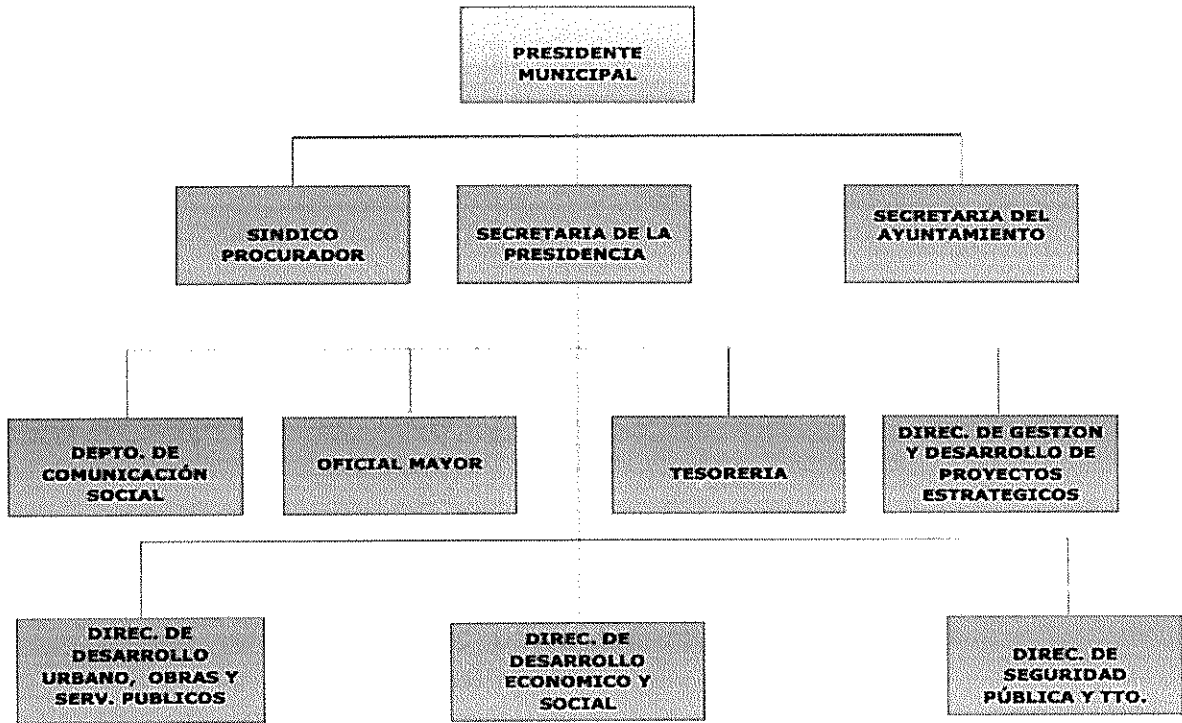 PRESIDENTE
MUNICIPAL
SINDICO
PROCURADOR
SECRETARIA DE LA
PRESIDENCIA
SECRETARIA DEL
AYUNTAMIENTO
DEPTO. DE
COMUNICACIÓN
SOCIAL
OFICIAL MAYOR
TESORERIA
DIREC. DE GESTION
Y DESARROLLO DE
PROYECTOS
ESTRATEGICOS
DIREC. DE
DESARROLLO
URBANO, OBRAS Y
SERV. PUBLICOS
DIREC. DE
DESARROLLO
ECONOMICO Y
SOCIAL
DIREC. DE
SEGURIDAD
PÚBLICA Y TTO.